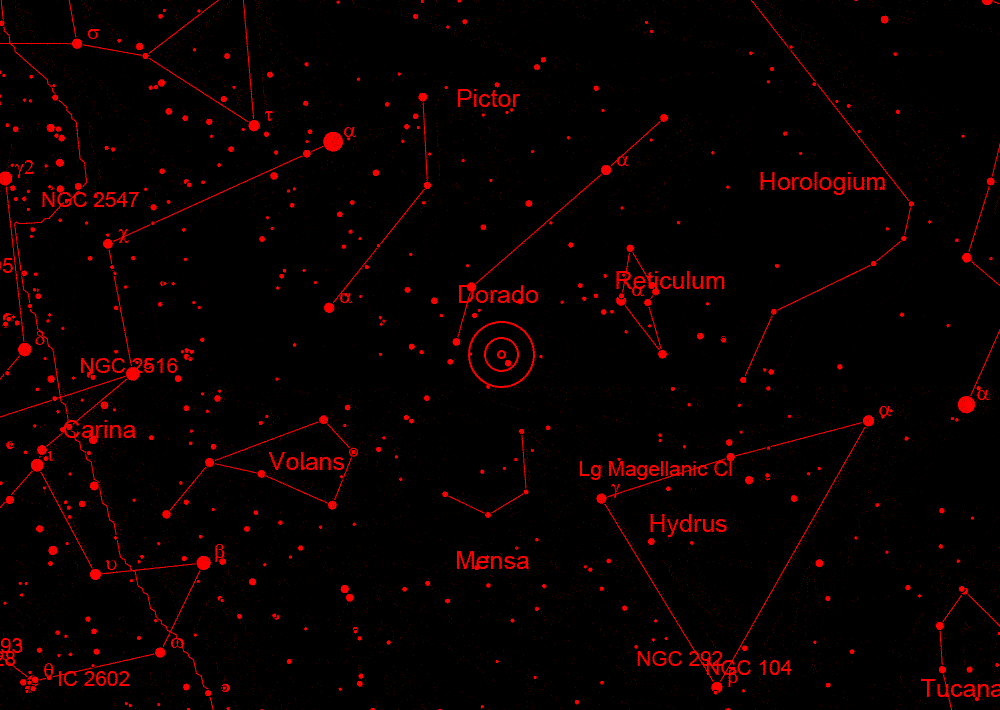 σ
τ
Pictor
α
α
γ2
NGC 2547
Horologium
χ
Reticulum
α
Dorado
α
δ
NGC 2516
α
α
Carina
Volans
ι
Lg Magellanic Cl
γ
Hydrus
β
Mensa
υ
ω
NGC 292
NGC 104
β
θ
IC 2602
Tucana